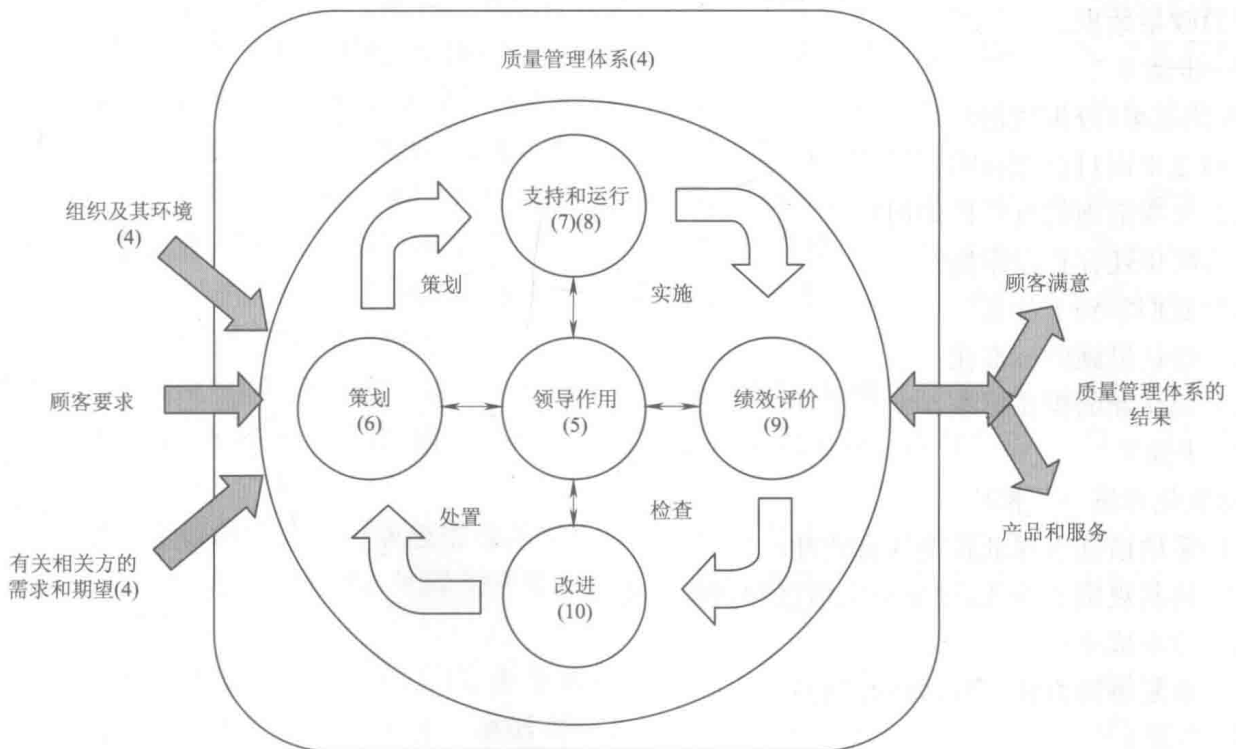 质量管理体系(4)
支持和运行
(7)(8)
组织及其环境
(4)
策划
实施
顾客满意
顾客要求
策划
(6)
领导作用
(5)
绩效评价
(9)
质量管理体系的
结果
处置
检查
产品和服务
有关相关方的
需求和期望(4)
改进
(10)